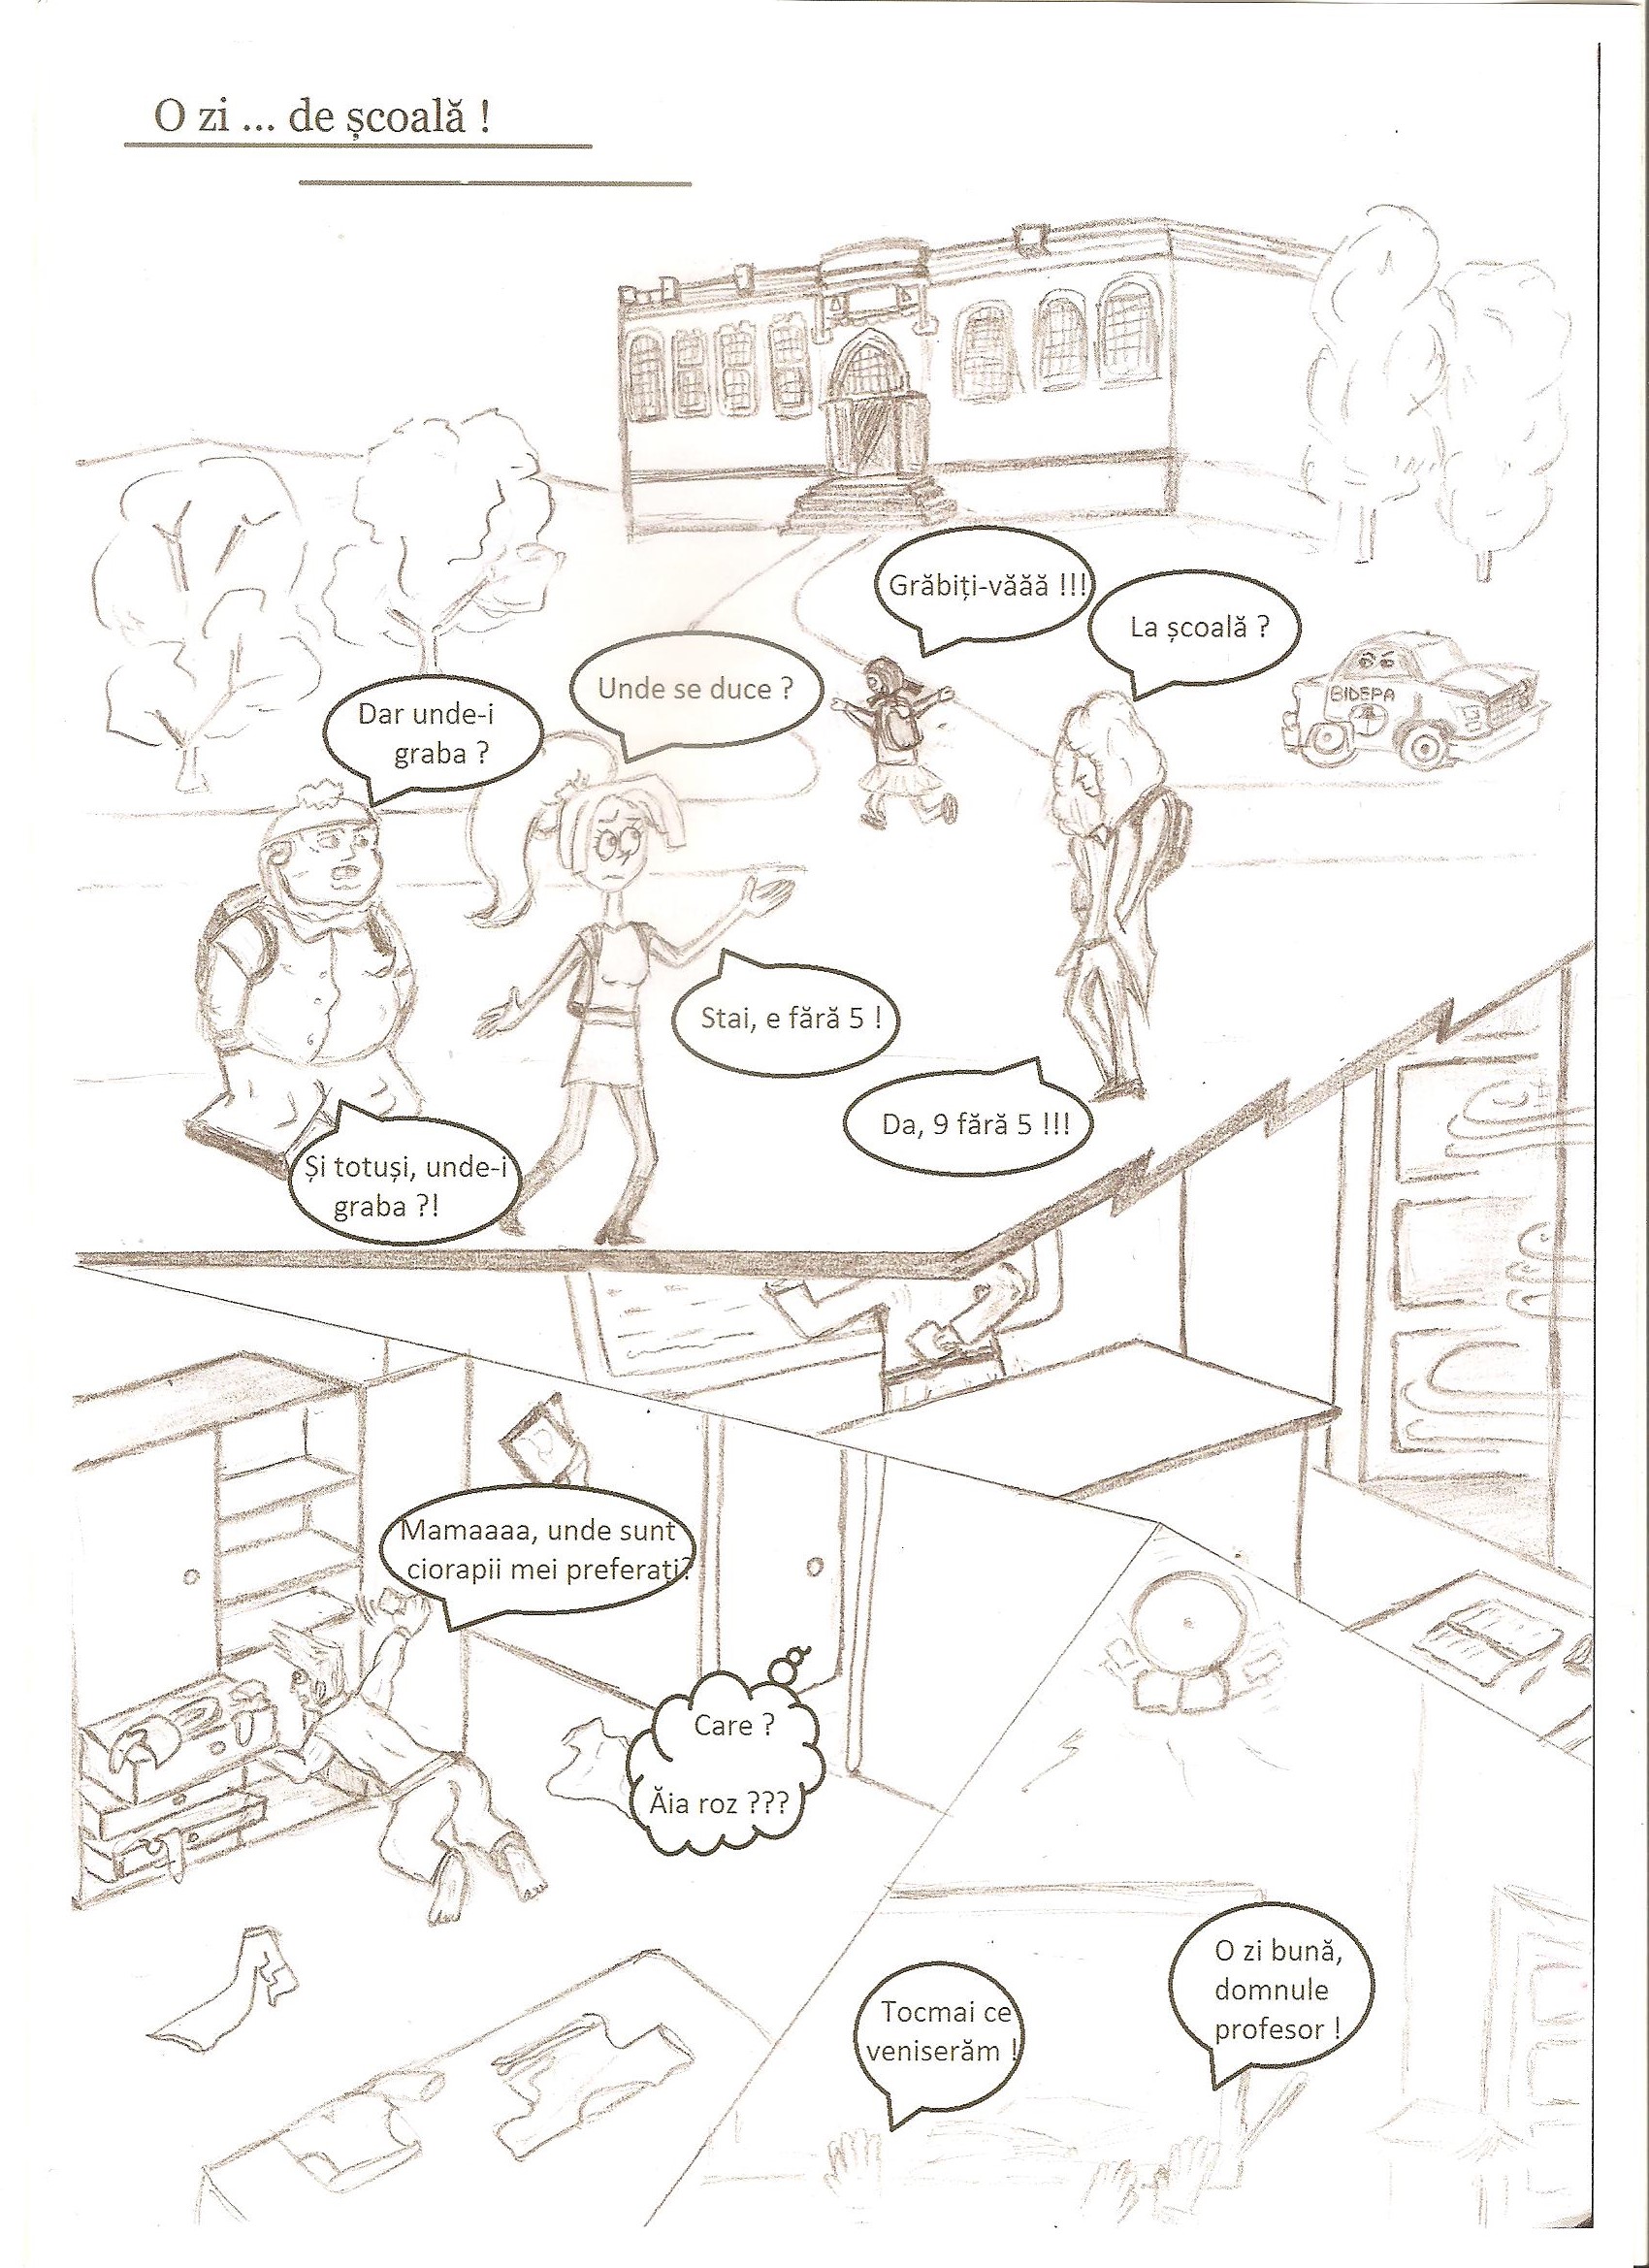 O zi ... de școală !
Grăbiți-văăă !!!
La școală ?
Unde se duce ?
Dar unde-i
graba ?
BIDEPA
Stai, e fără 5 !
Da, 9 fără 5 !!!
Și totuși, unde-i
graba ?!
Mamaaaa, unde sunt
ciorapii mei preferați?
Care ?
Ăia roz ???
Tocmai ce
veniserăm !
O zi bună,
domnule
profesor !